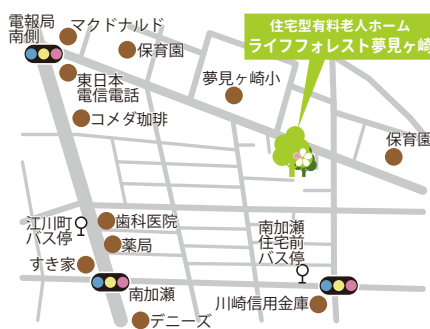 電報局
南側
マクドナルド
保育園
住宅型有料老人ホーム
ライフフォレスト夢見ヶ崎
東日本
電信電話
夢見ヶ崎小
コメダ珈琲
保育園
江川町
バス停
歯科医院
薬局
すき家
南加瀬
南加瀬
住宅前
バス停
川崎信用金庫
デニーズ